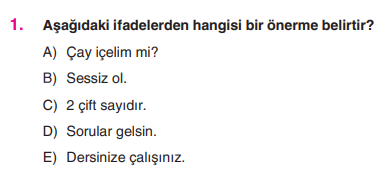 1. Aşağıdaki ifadelerden hangisi bir önerme belirtir?
A) Çay içelim mi?
B) Sessiz ol.
C) 2 çift sayıdır.
D) Sorular gelsin.
E) Dersinize çalışınız.